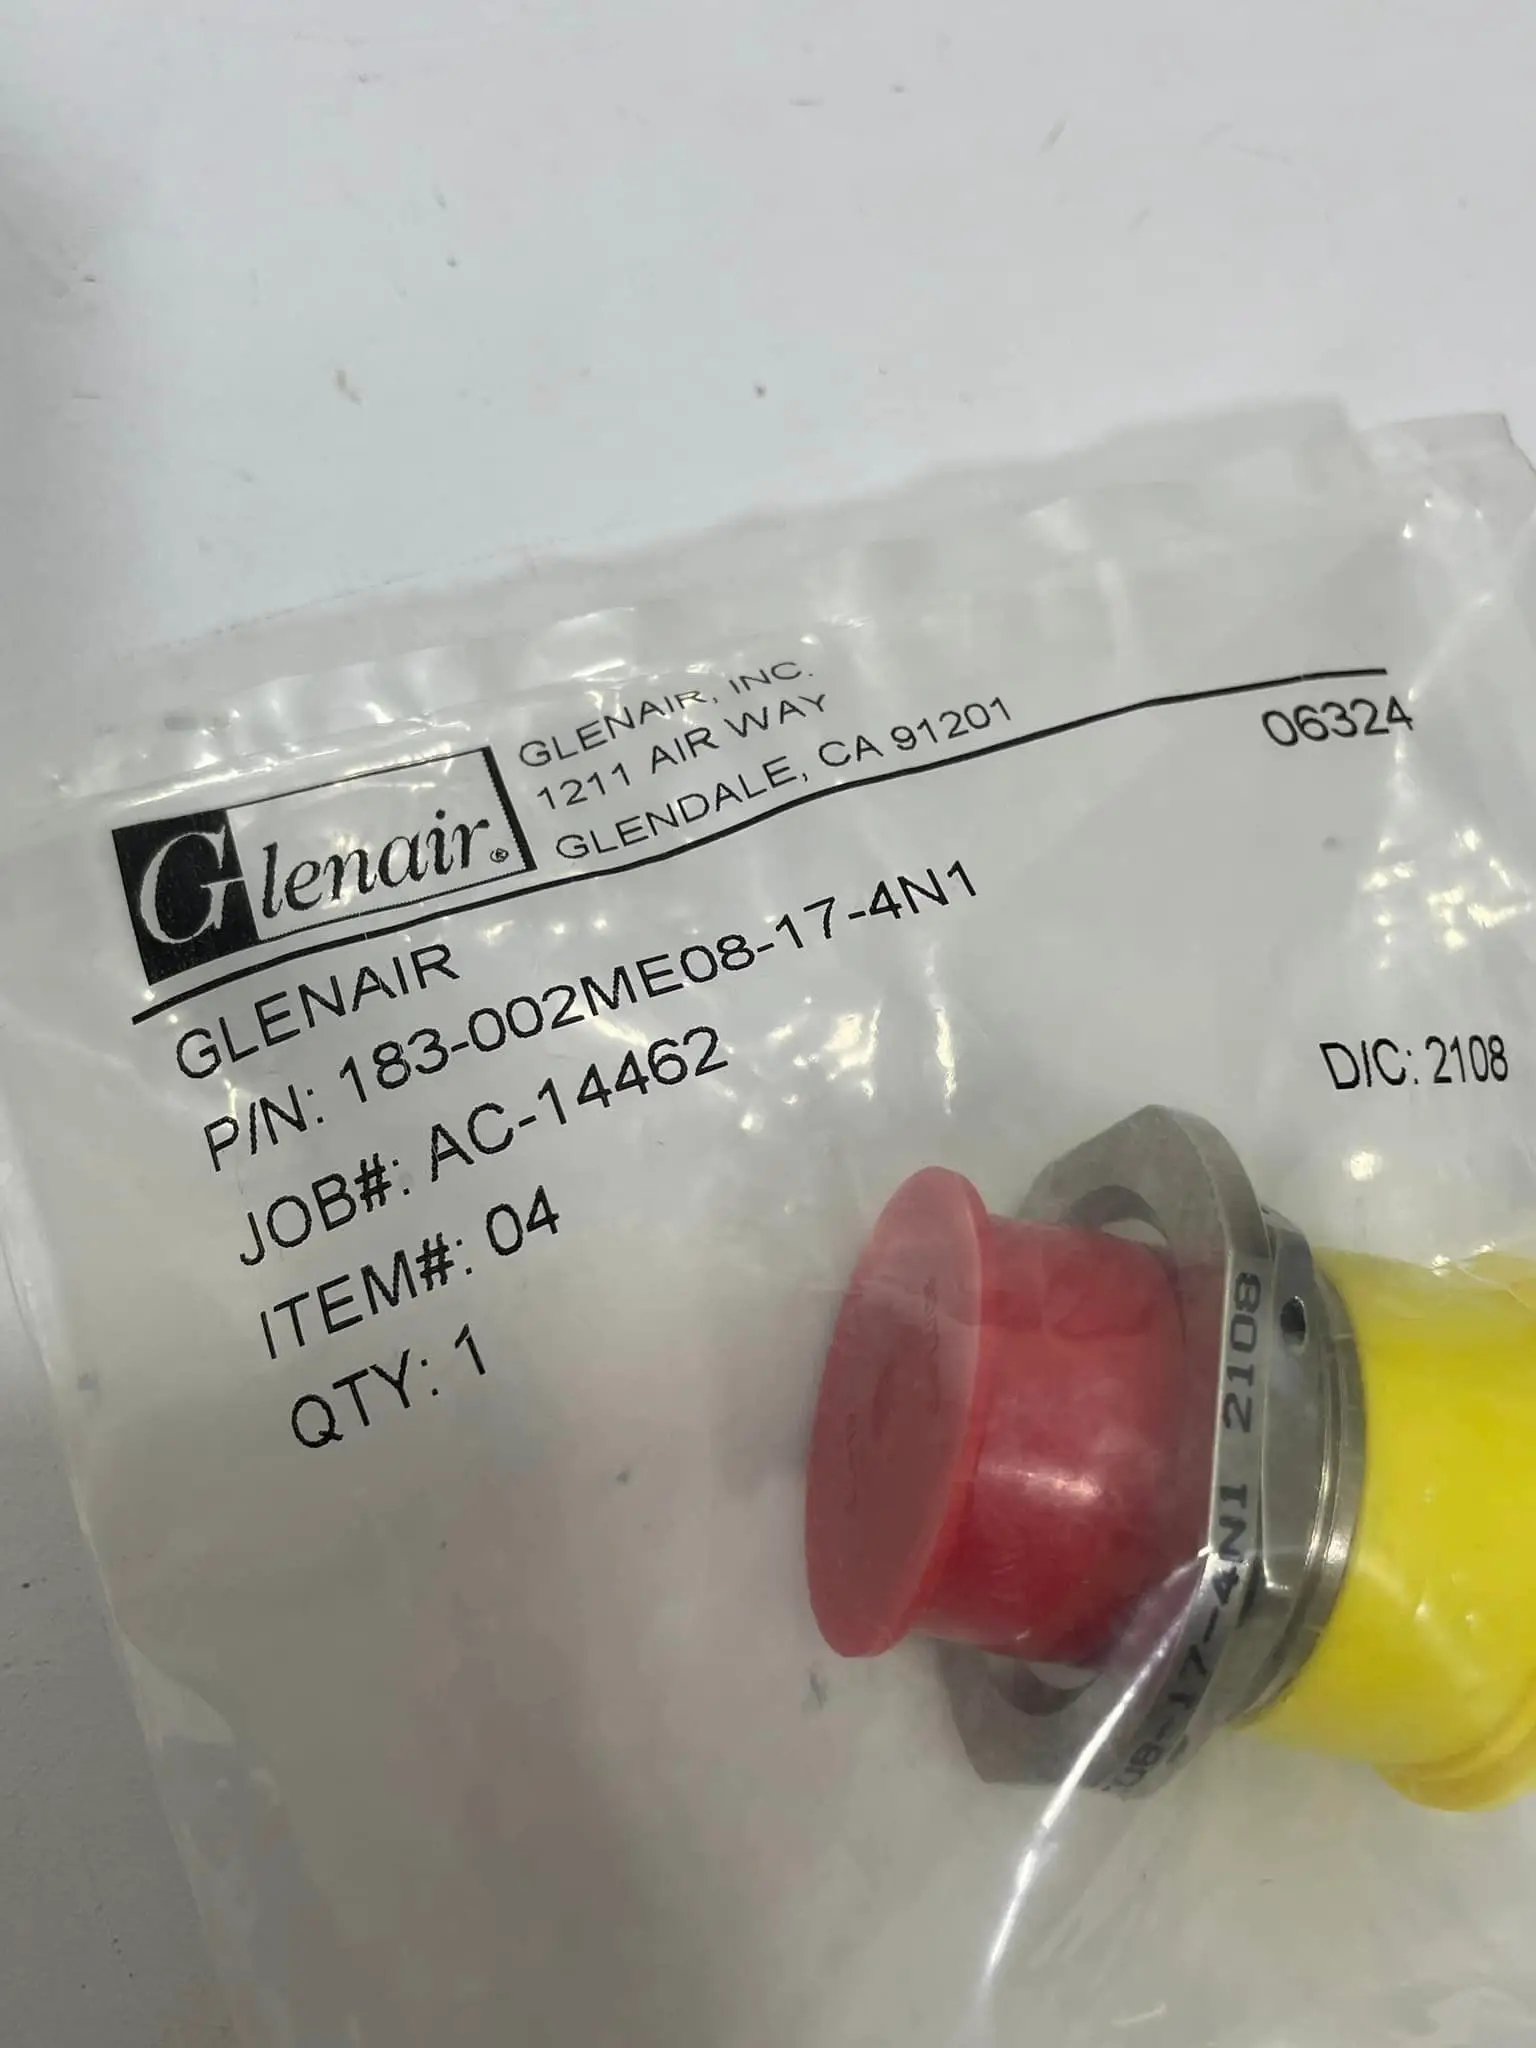 Glenair®
GLENAIR, INC.
1211 AIR WAY
GLENDALE, CA 91201
06324
GLENAIR
P/N: 183-002ME08-17-4N1
JOB#: AC-14462
D/C: 2108
ITEM#: 04
QTY: 1
08-17-4N1 2108